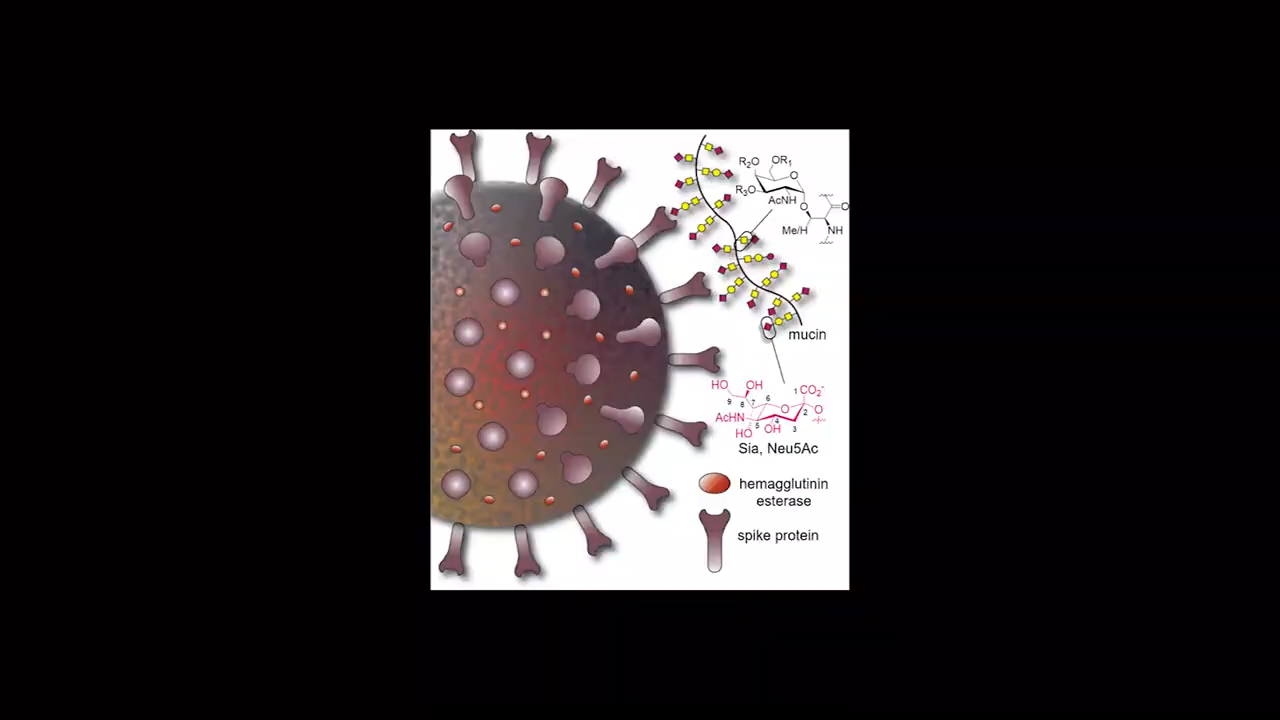 R₂O OR₁
O
R₃O
AcNH
O
O
Me/H
NH
mucin
HO OH
1 CO₂⁻
9 8 7 6
O
2 O
AcHN
5 4 3
HO OH
Sia, Neu5Ac
hemagglutinin
esterase
spike protein